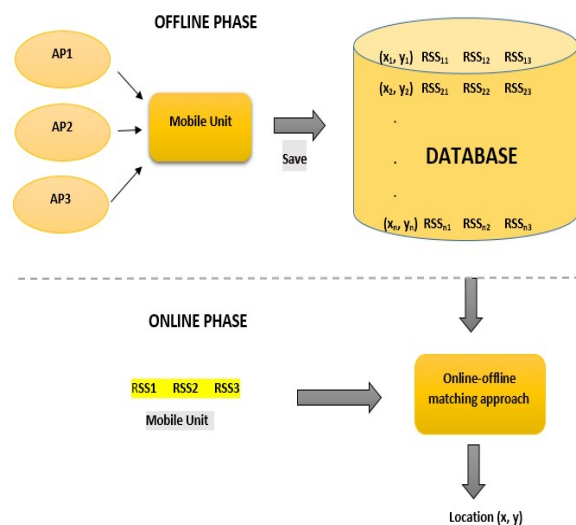 OFFLINE PHASE
AP1
AP2
AP3
Mobile Unit
Save
(x₁, y₁) RSS₁₁ RSS₁₂ RSS₁₃
(x₂, y₂) RSS₂₁ RSS₂₂ RSS₂₃
.
.
DATABASE
.
(xₙ, yₙ) RSSₙ₁ RSSₙ₂ RSSₙ₃
ONLINE PHASE
RSS1 RSS2 RSS3
Mobile Unit
Online-offline
matching approach
Location (x, y)